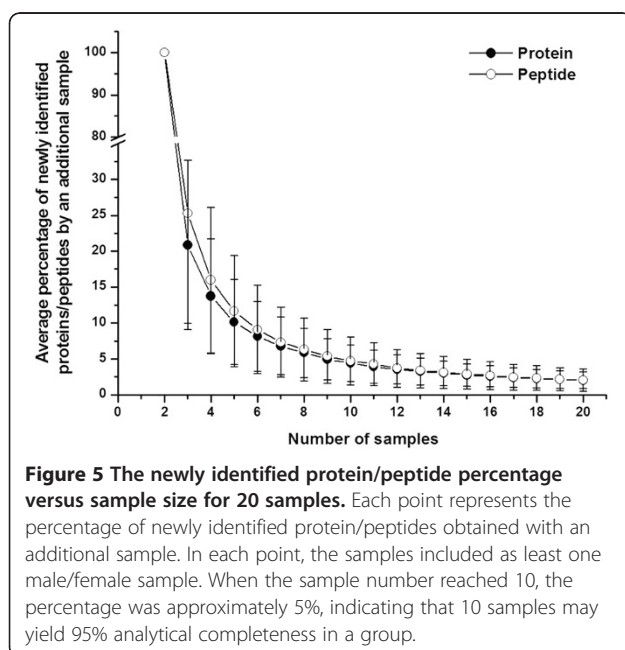 Protein
Peptide
Average percentage of newly identified
proteins/peptides by an additional sample
100
90
80
30
25
20
15
10
5
0
0 2 4 6 8 10 12 14 16 18 20
Number of samples
Figure 5 The newly identified protein/peptide percentage
versus sample size for 20 samples. Each point represents the
percentage of newly identified protein/peptides obtained with an
additional sample. In each point, the samples included as least one
male/female sample. When the sample number reached 10, the
percentage was approximately 5%, indicating that 10 samples may
yield 95% analytical completeness in a group.